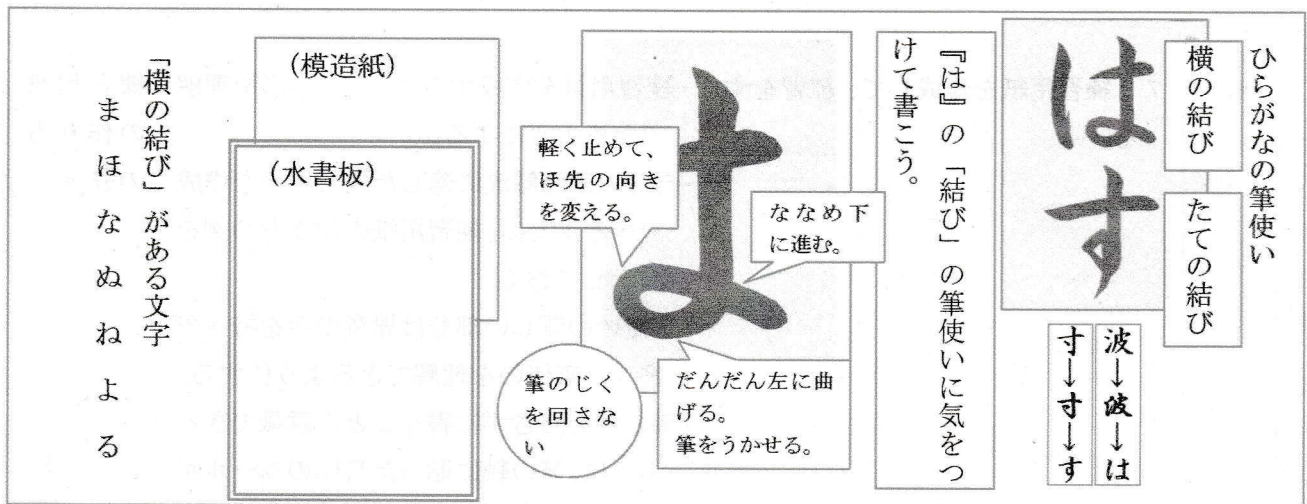 ひらがなの筆使い
横の結び
たての結び
は
す
波→波→は
寸→寸→す
『は』の「結び」の筆使いに気をつ
けて書こう。
軽く止めて、
ほ先の向き
を変える。
ななめ下
に進む。
だんだん左に曲
げる。
筆をうかせる。
筆のじく
を回さな
い
(模造紙)
(水書板)
「横の結び」がある文字
まほなぬねよる